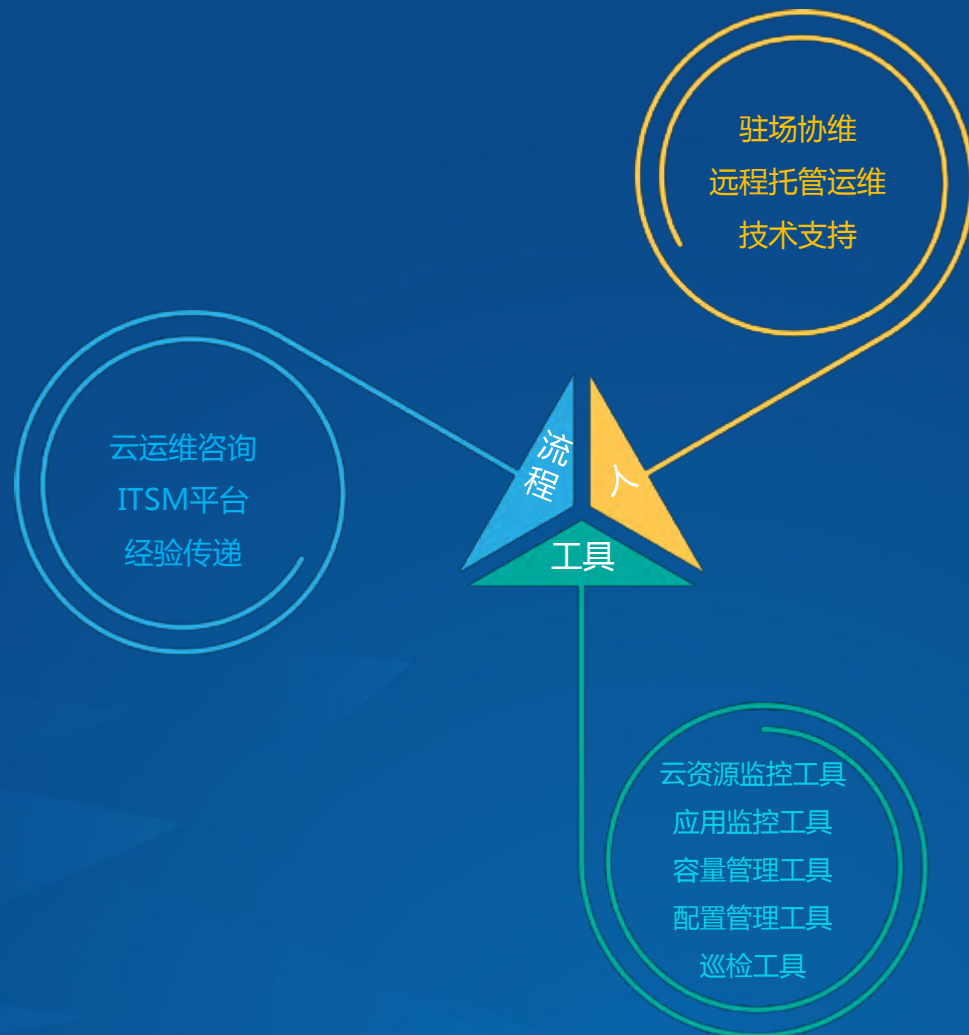 驻场协维
远程托管运维
技术支持
云运维咨询
ITSM平台
经验传递
流程
人
工具
云资源监控工具
应用监控工具
容量管理工具
配置管理工具
巡检工具